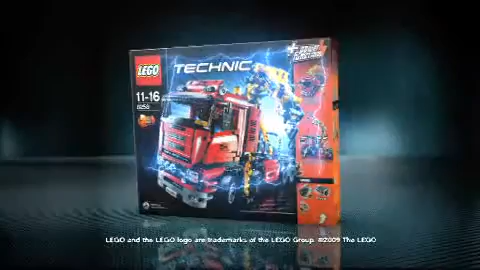 LEGO
TECHNIC
11-16
8258
LEGO and the LEGO logo are trademarks of the LEGO Group. ©2009 The LEGO